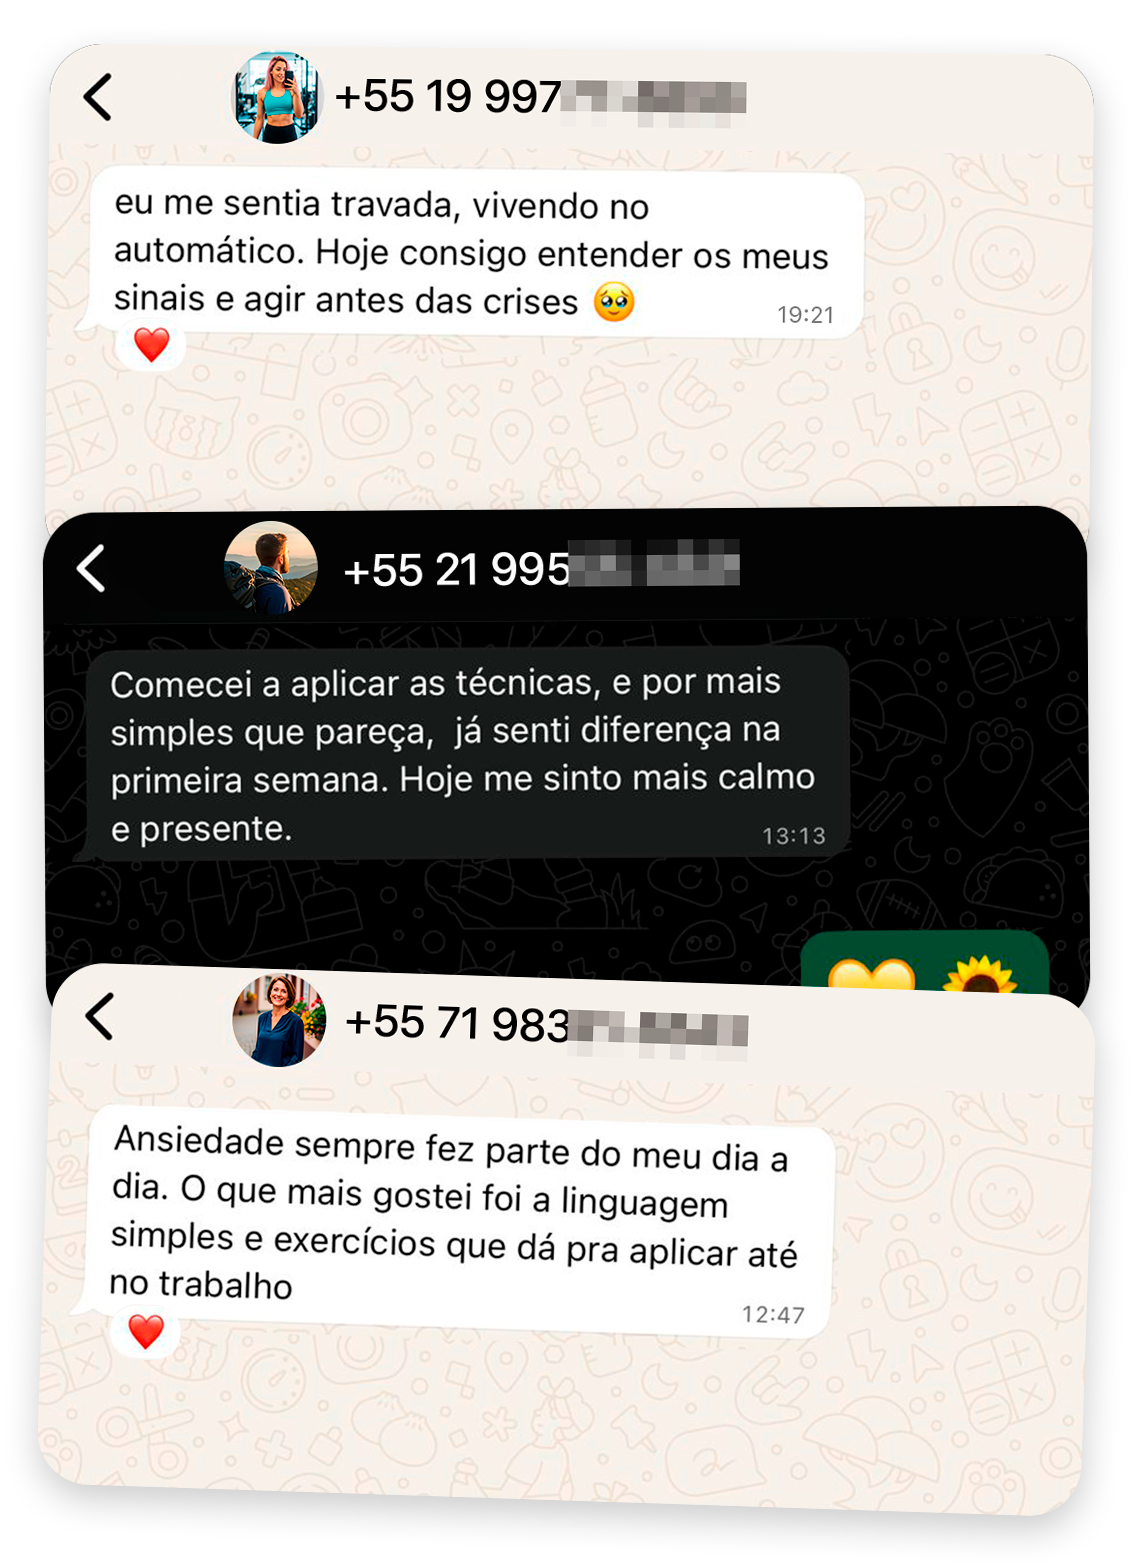 +55 19 997
eu me sentia travada, vivendo no
automático. Hoje consigo entender os meus
sinais e agir antes das crises 🥹
19:21
+55 21 995
Comecei a aplicar as técnicas, e por mais
simples que pareça,  já senti diferença na
primeira semana. Hoje me sinto mais calmo
e presente.
13:13
+55 71 983
Ansiedade sempre fez parte do meu dia a
dia. O que mais gostei foi a linguagem
simples e exercícios que dá pra aplicar até
no trabalho
12:47